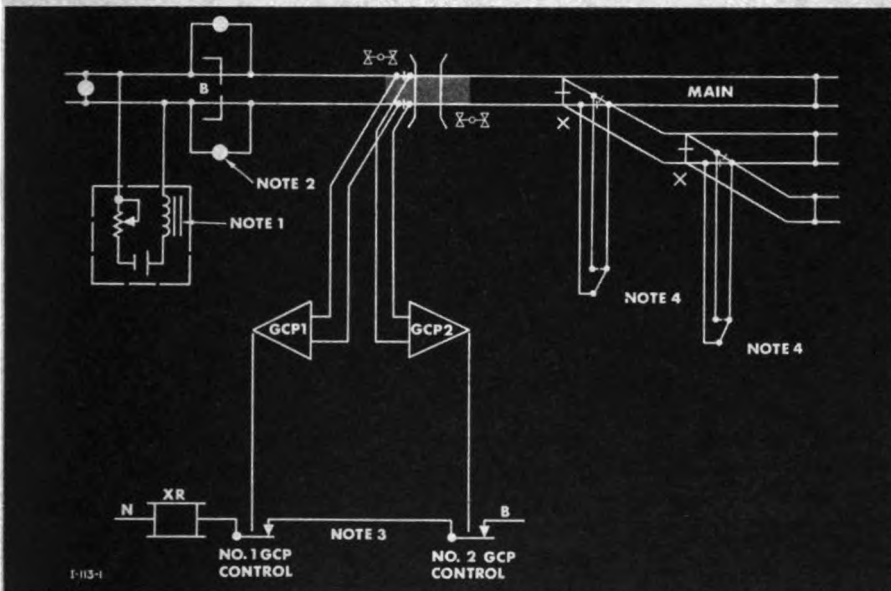 B
MAIN
NOTE 2
NOTE 1
NOTE 4
NOTE 4
GCP1
GCP2
XR
N
NOTE 3
B
NO. 1 GCP
CONTROL
NO. 2 GCP
CONTROL
I-113-1